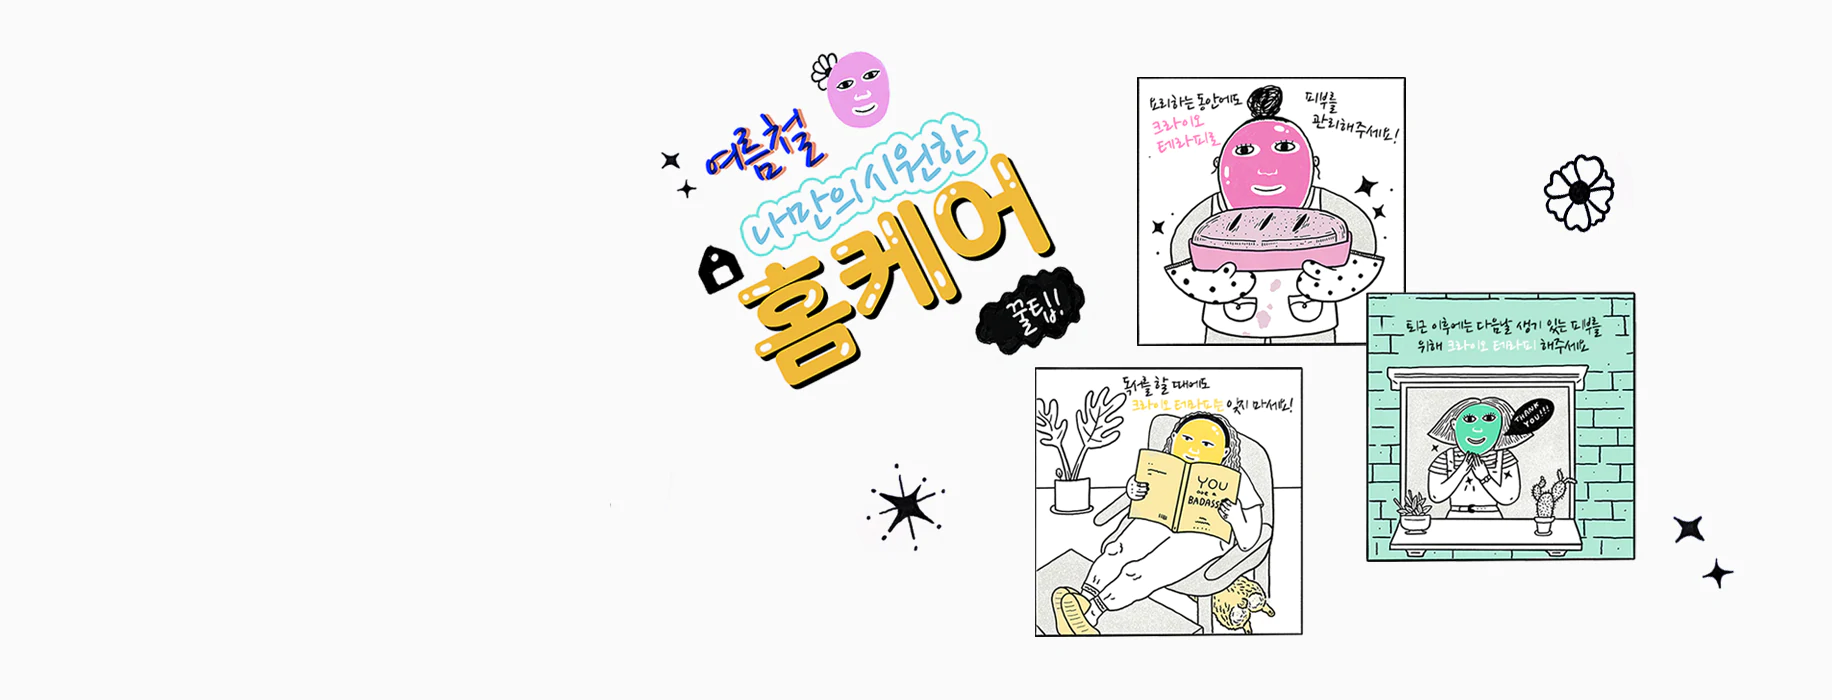 여름철
나만의 시원한
홈케어
꿀팁!!
요리하는 동안에도
크라이오
테라피로
피부를
관리해주세요!
독서를 할 때에도
크라이오 테라피는 잊지 마세요!
YOU
are a
BADASS
퇴근 이후에는 다음날 생기 있는 피부를
위해 크라이오 테라피 해주세요
THANK
YOU!!!